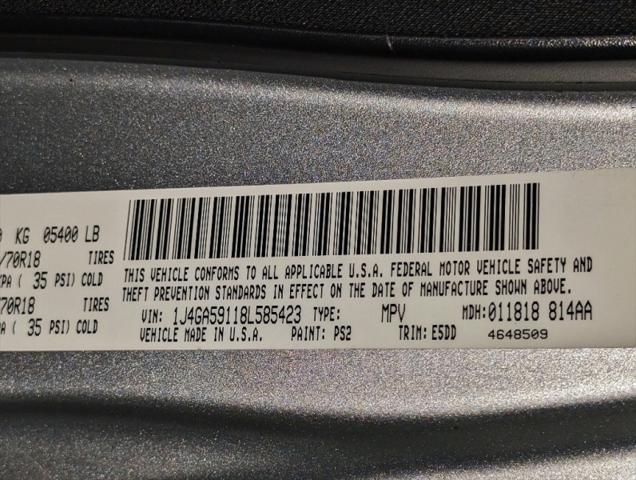 KG 05400 LB
/70R18 TIRES
KPA ( 35 PSI) COLD
70R18 TIRES
PA ( 35 PSI) COLD
THIS VEHICLE CONFORMS TO ALL APPLICABLE U.S.A. FEDERAL MOTOR VEHICLE SAFETY AND
THEFT PREVENTION STANDARDS IN EFFECT ON THE DATE OF MANUFACTURE SHOWN ABOVE.
VIN: 1J4GA59118L585423 TYPE: MPV MDH: 011818 814AA
VEHICLE MADE IN U.S.A. PAINT: PS2 TRIM: E5DD 4648509